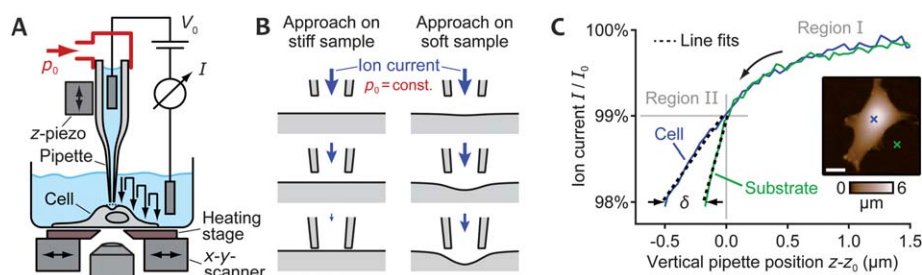 A
V₀
p₀
I
z-piezo
Pipette
Cell
Heating
stage
x-y-
scanner
B
Approach on
stiff sample
Approach on
soft sample
Ion current
p₀ = const.
C
Ion current I / I₀
100%
99%
98%
Line fits
Region I
Region II
Cell
Substrate
δ
0 6
µm
-0.5 0.0 0.5 1.0 1.5
Vertical pipette position z-z₀ (µm)